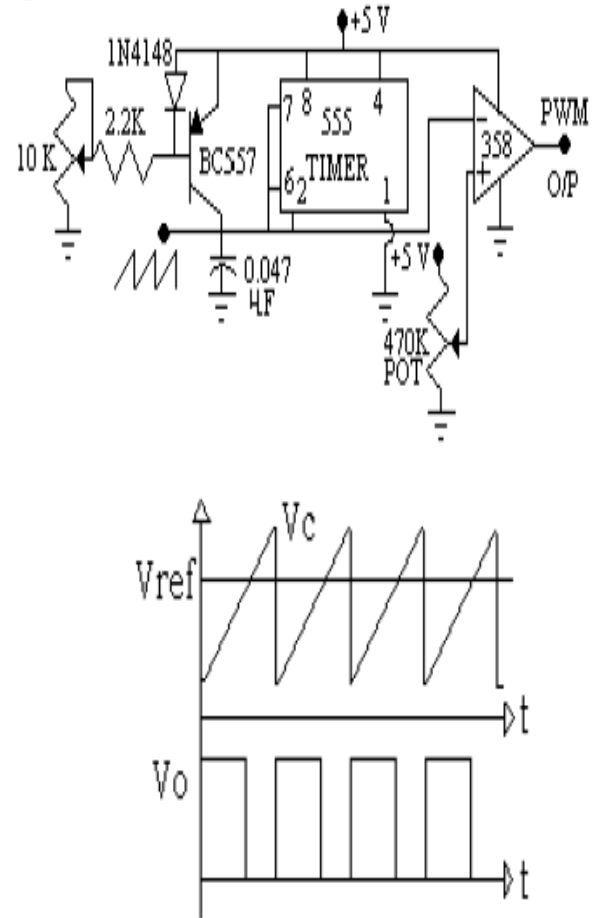 +5 V
1N4148
2.2K
10 K
BC557
7 8 4
555
TIMER
6 2 1
358
PWM
O/P
0.047
µF
+5 V
470K
POT
Vc
Vref
t
Vo
t